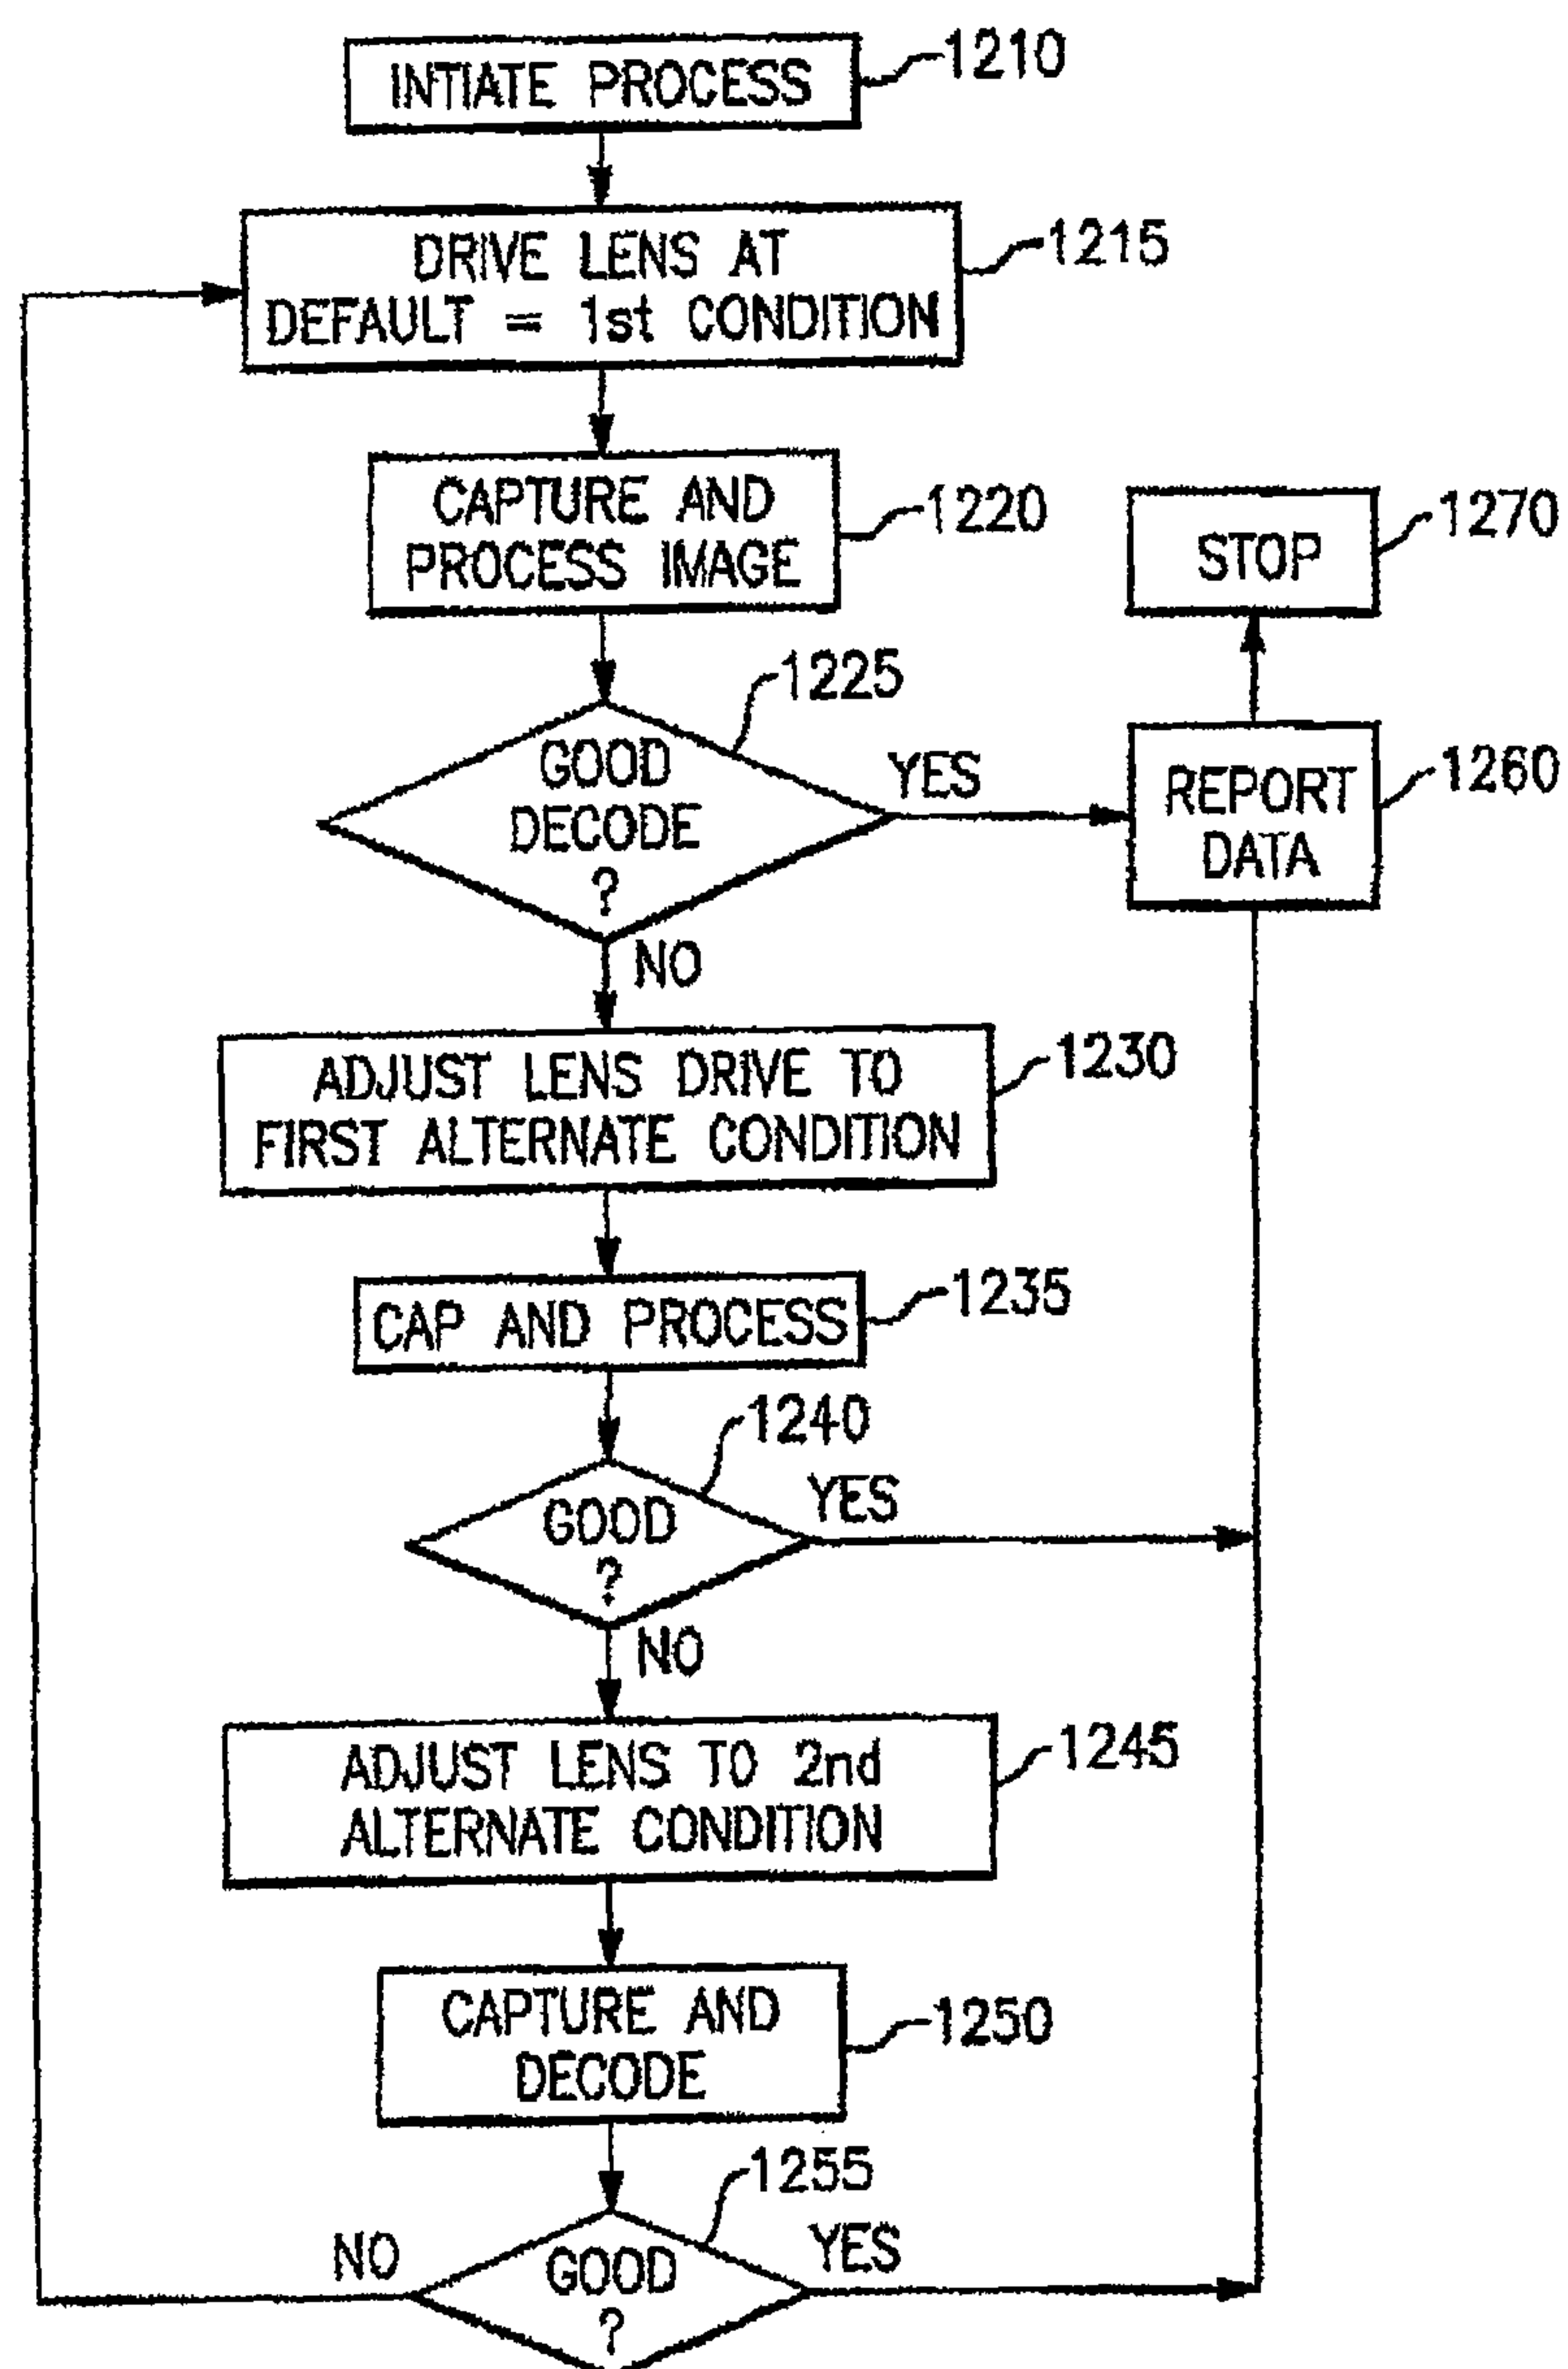 INTIATE PROCESS
1210
DRIVE LENS AT
DEFAULT = 1st CONDITION
1215
CAPTURE AND
PROCESS IMAGE
1220
GOOD
DECODE
?
1225
YES
NO
REPORT
DATA
1260
STOP
1270
ADJUST LENS DRIVE TO
FIRST ALTERNATE CONDITION
1230
CAP AND PROCESS
1235
GOOD
?
1240
YES
NO
ADJUST LENS TO 2nd
ALTERNATE CONDITION
1245
CAPTURE AND
DECODE
1250
GOOD
?
1255
YES
NO